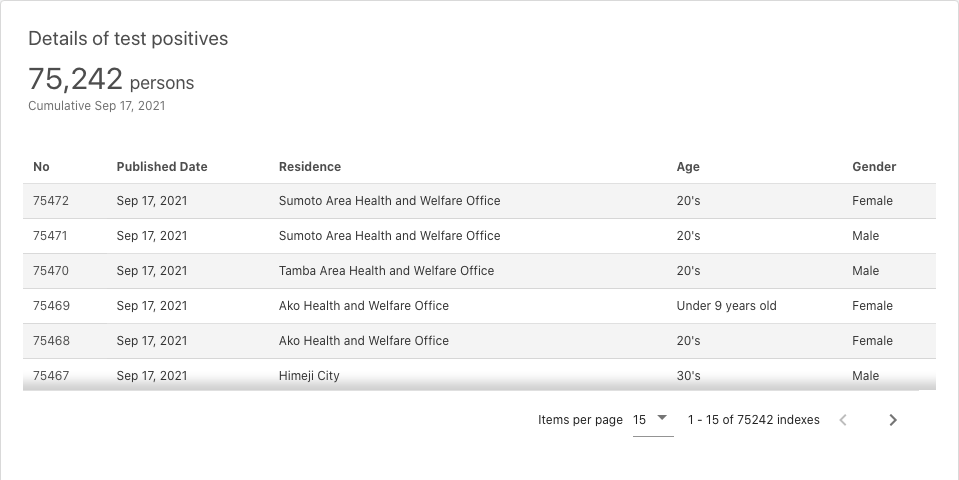 Details of test positives
75,242 persons
Cumulative Sep 17, 2021
No Published Date Residence Age Gender
75472 Sep 17, 2021 Sumoto Area Health and Welfare Office 20's Female
75471 Sep 17, 2021 Sumoto Area Health and Welfare Office 20's Male
75470 Sep 17, 2021 Tamba Area Health and Welfare Office 20's Male
75469 Sep 17, 2021 Ako Health and Welfare Office Under 9 years old Female
75468 Sep 17, 2021 Ako Health and Welfare Office 20's Female
75467 Sep 17, 2021 Himeji City 30's Male
Items per page 15 1 - 15 of 75242 indexes